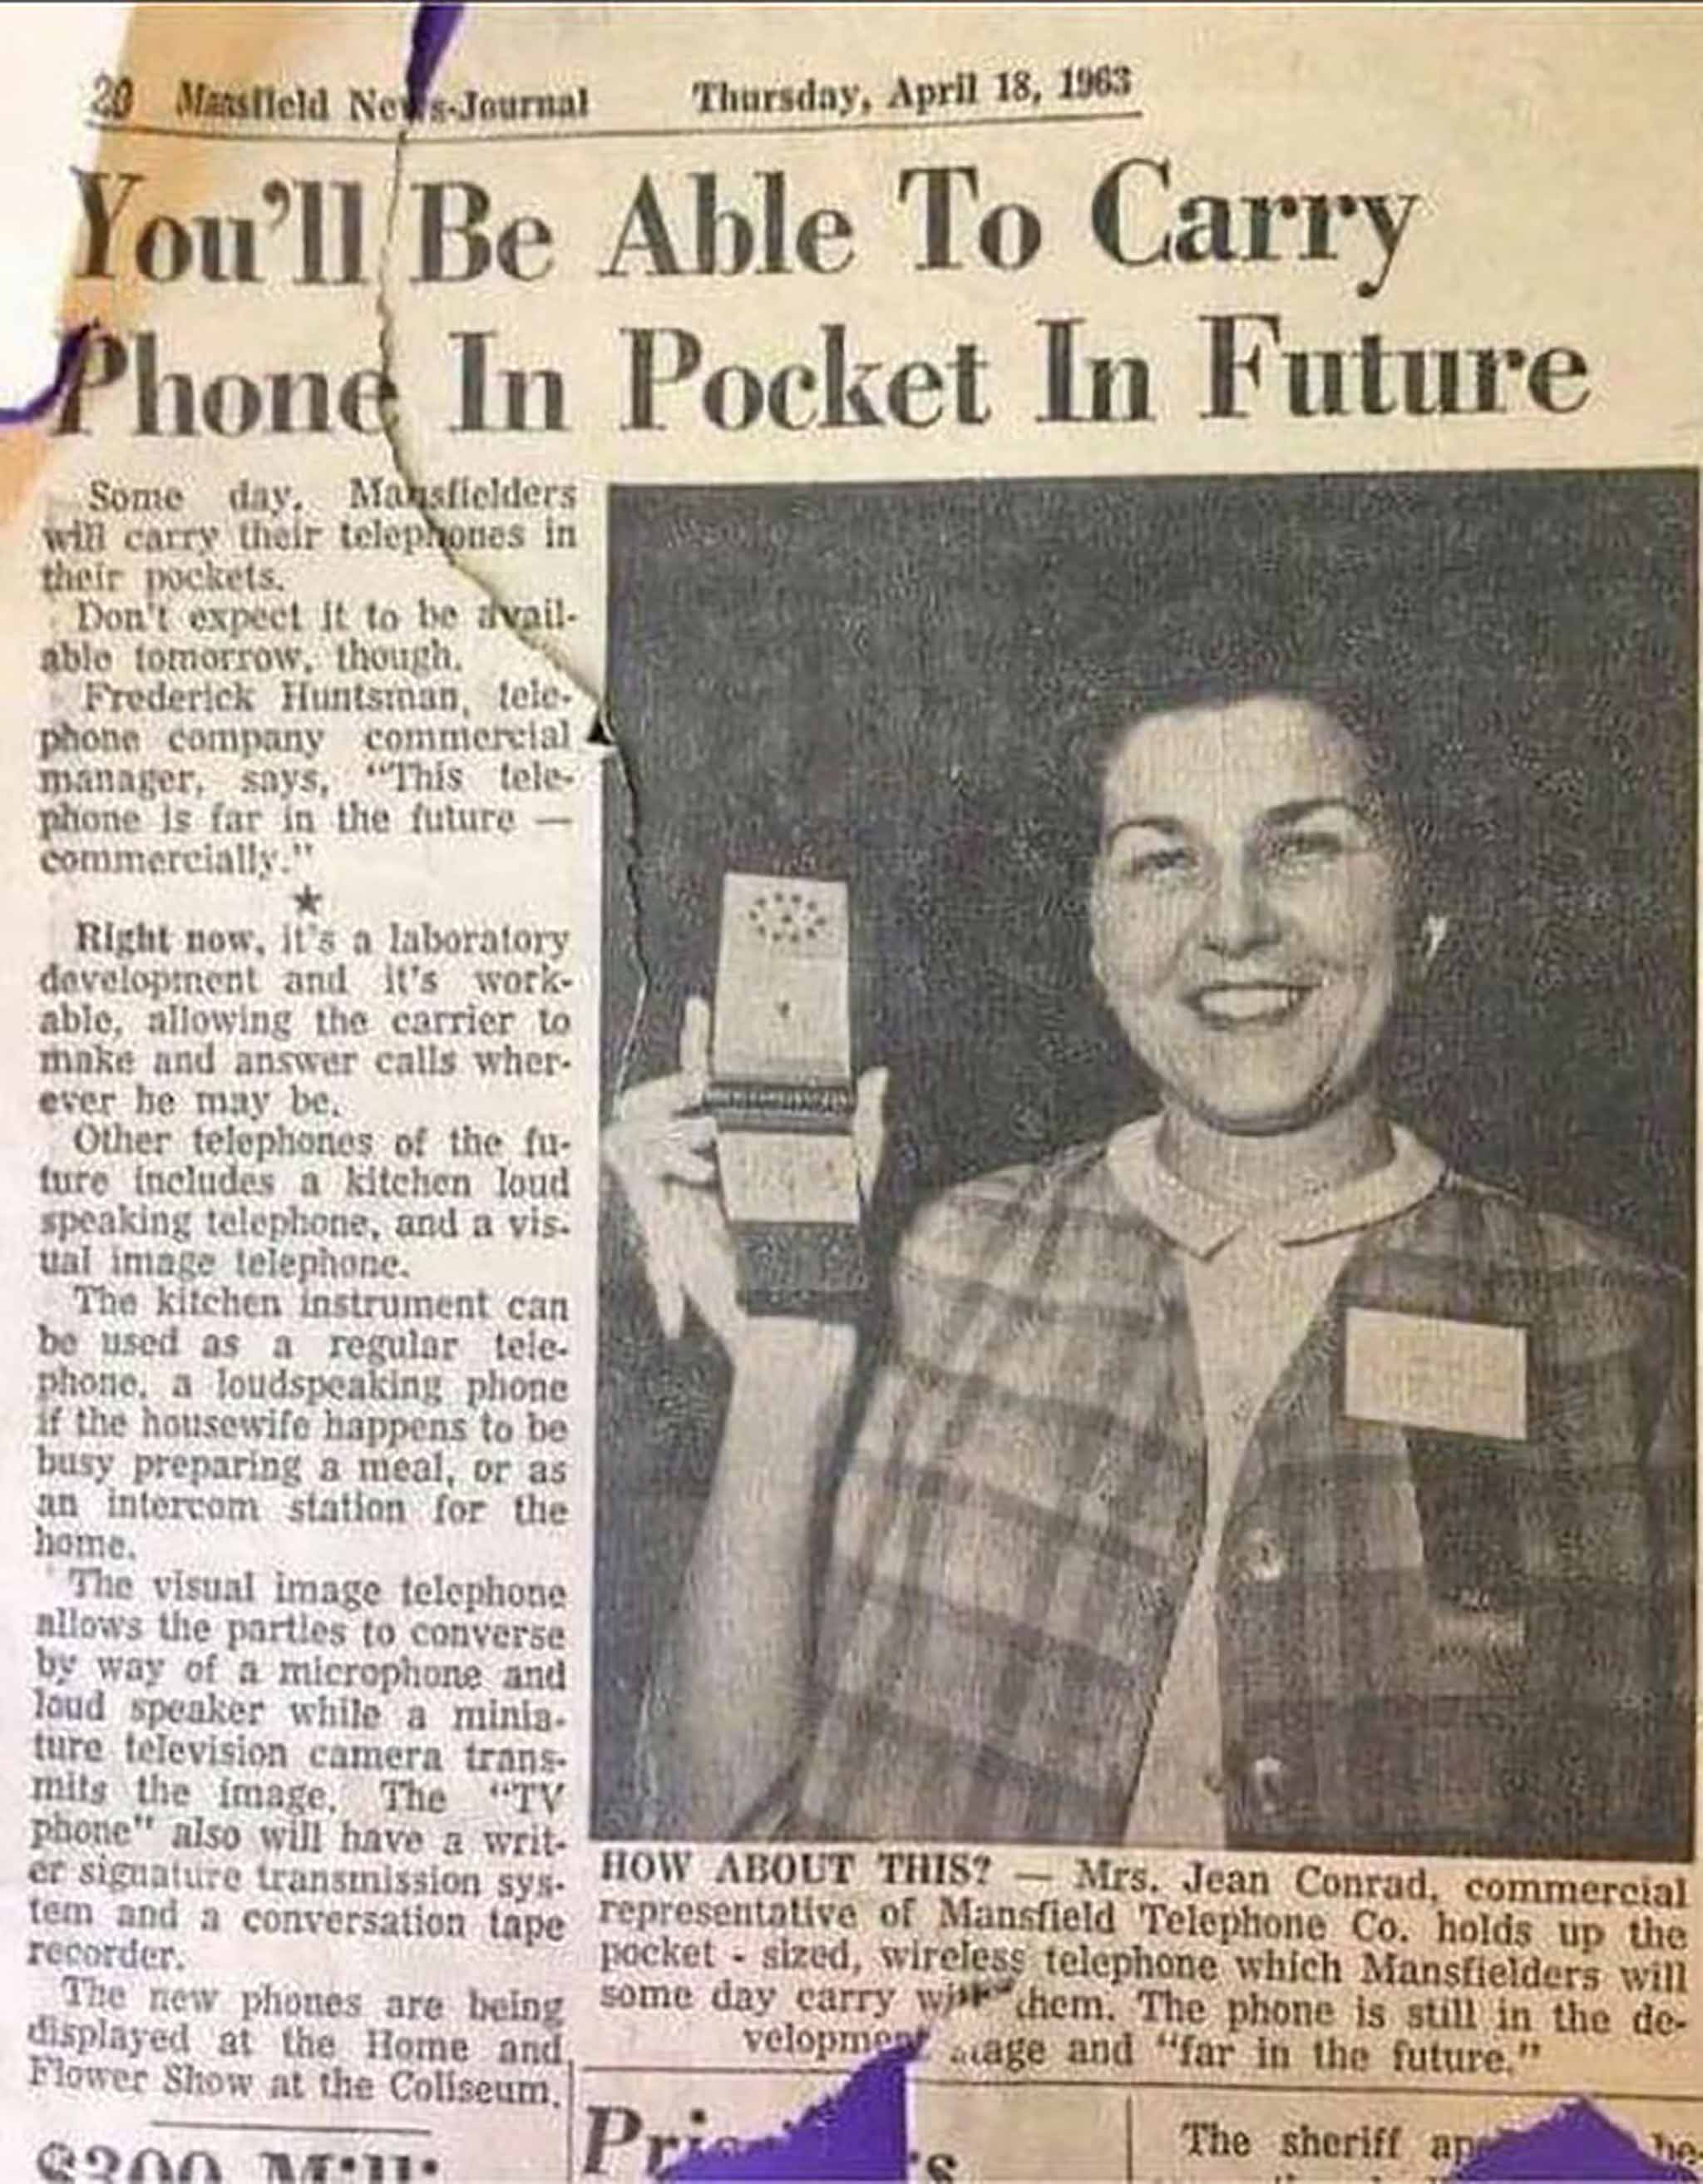 20 Mansfield News-Journal Thursday, April 18, 1963
You'll Be Able To Carry
Phone In Pocket In Future
Some day, Mansfielders
will carry their telephones in
their pockets.
Don't expect it to be avail-
able tomorrow, though.
Frederick Huntsman, tele-
phone company commercial
manager, says, "This tele-
phone is far in the future —
commercially."
★
Right now, it's a laboratory
development and it's work-
able, allowing the carrier to
make and answer calls wher-
ever he may be.
Other telephones of the fu-
ture includes a kitchen loud
speaking telephone, and a vis-
ual image telephone.
The kitchen instrument can
be used as a regular tele-
phone, a loudspeaking phone
if the housewife happens to be
busy preparing a meal, or as
an intercom station for the
home.
The visual image telephone
allows the parties to converse
by way of a microphone and
loud speaker while a minia-
ture television camera trans-
mits the image. The "TV
phone" also will have a writ-
er signature transmission sys-
tem and a conversation tape
recorder.
The new phones are being
displayed at the Home and
Flower Show at the Coliseum.
HOW ABOUT THIS? — Mrs. Jean Conrad, commercial
representative of Mansfield Telephone Co. holds up the
pocket - sized, wireless telephone which Mansfielders will
some day carry with them. The phone is still in the de-
velopment stage and "far in the future."
$300
The sheriff